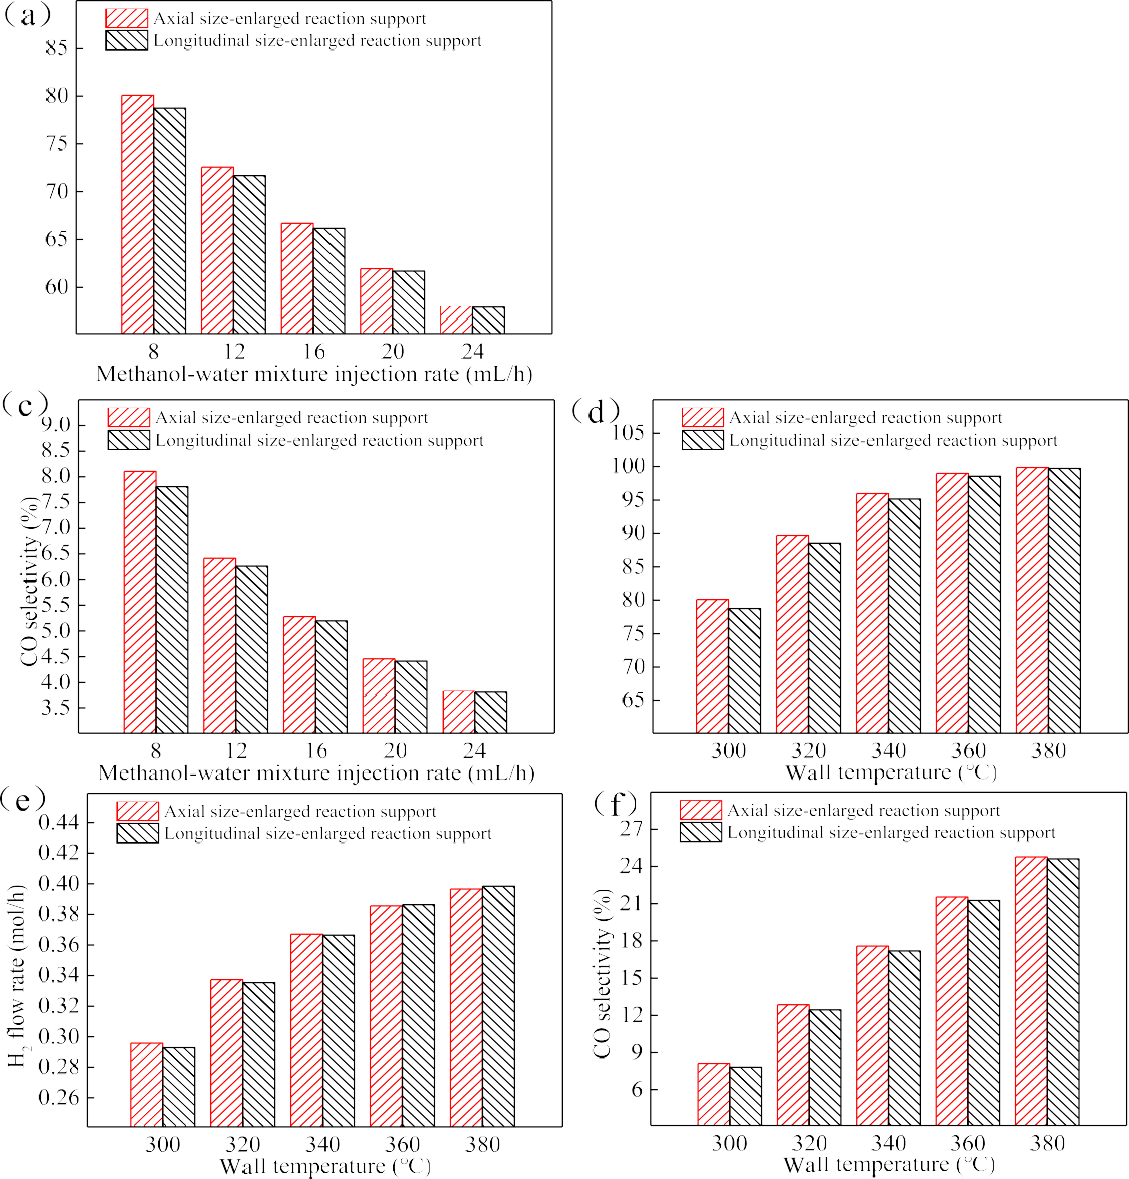 (a)
Axial size-enlarged reaction support
Longitudinal size-enlarged reaction support
85
80
75
70
65
60
8 12 16 20 24
Methanol-water mixture injection rate (mL/h)
(c)
Axial size-enlarged reaction support
Longitudinal size-enlarged reaction support
CO selectivity (%)
9.0
8.5
8.0
7.5
7.0
6.5
6.0
5.5
5.0
4.5
4.0
3.5
8 12 16 20 24
Methanol-water mixture injection rate (mL/h)
(d)
Axial size-enlarged reaction support
Longitudinal size-enlarged reaction support
105
100
95
90
85
80
75
70
65
300 320 340 360 380
Wall temperature (°C)
(e)
Axial size-enlarged reaction support
Longitudinal size-enlarged reaction support
H₂ flow rate (mol/h)
0.44
0.42
0.40
0.38
0.36
0.34
0.32
0.30
0.28
0.26
300 320 340 360 380
Wall temperature (°C)
(f)
Axial size-enlarged reaction support
Longitudinal size-enlarged reaction support
CO selectivity (%)
27
24
21
18
15
12
9
6
300 320 340 360 380
Wall temperature (°C)